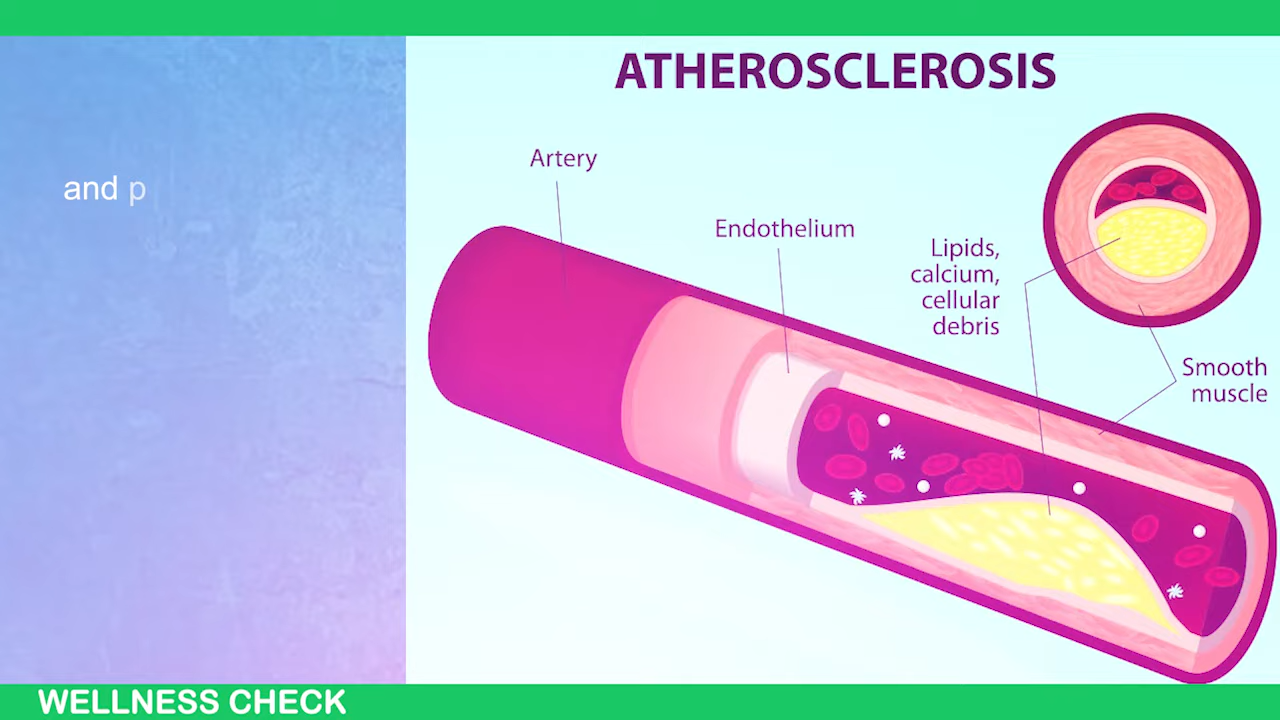 ATHEROSCLEROSIS
Artery
and p
Endothelium
Lipids,
calcium,
cellular
debris
Smooth
muscle
WELLNESS CHECK